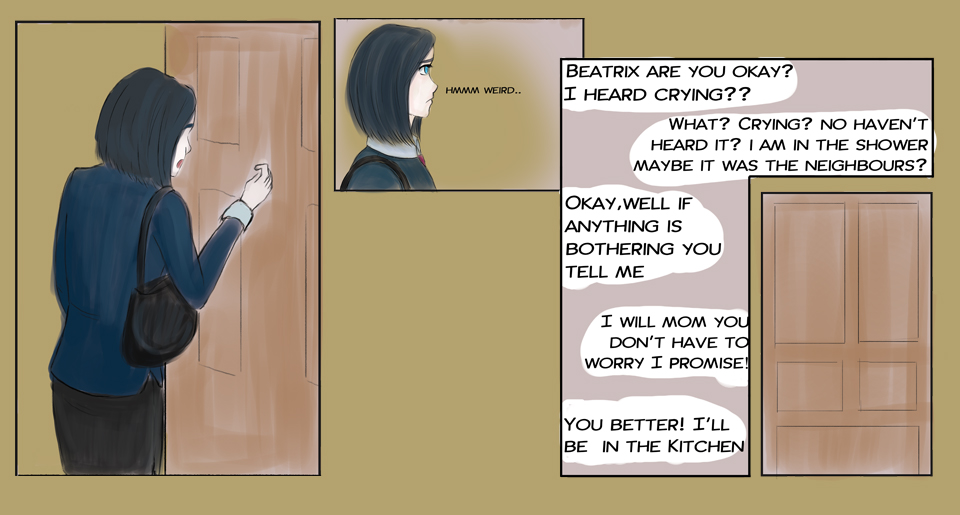 HMMM WEIRD..
BEATRIX ARE YOU OKAY?
I HEARD CRYING??
WHAT? CRYING? NO HAVEN'T
HEARD IT? I AM IN THE SHOWER
MAYBE IT WAS THE NEIGHBOURS?
OKAY,WELL IF
ANYTHING IS
BOTHERING YOU
TELL ME
I WILL MOM YOU
DON'T HAVE TO
WORRY I PROMISE!
YOU BETTER! I'LL
BE IN THE KITCHEN